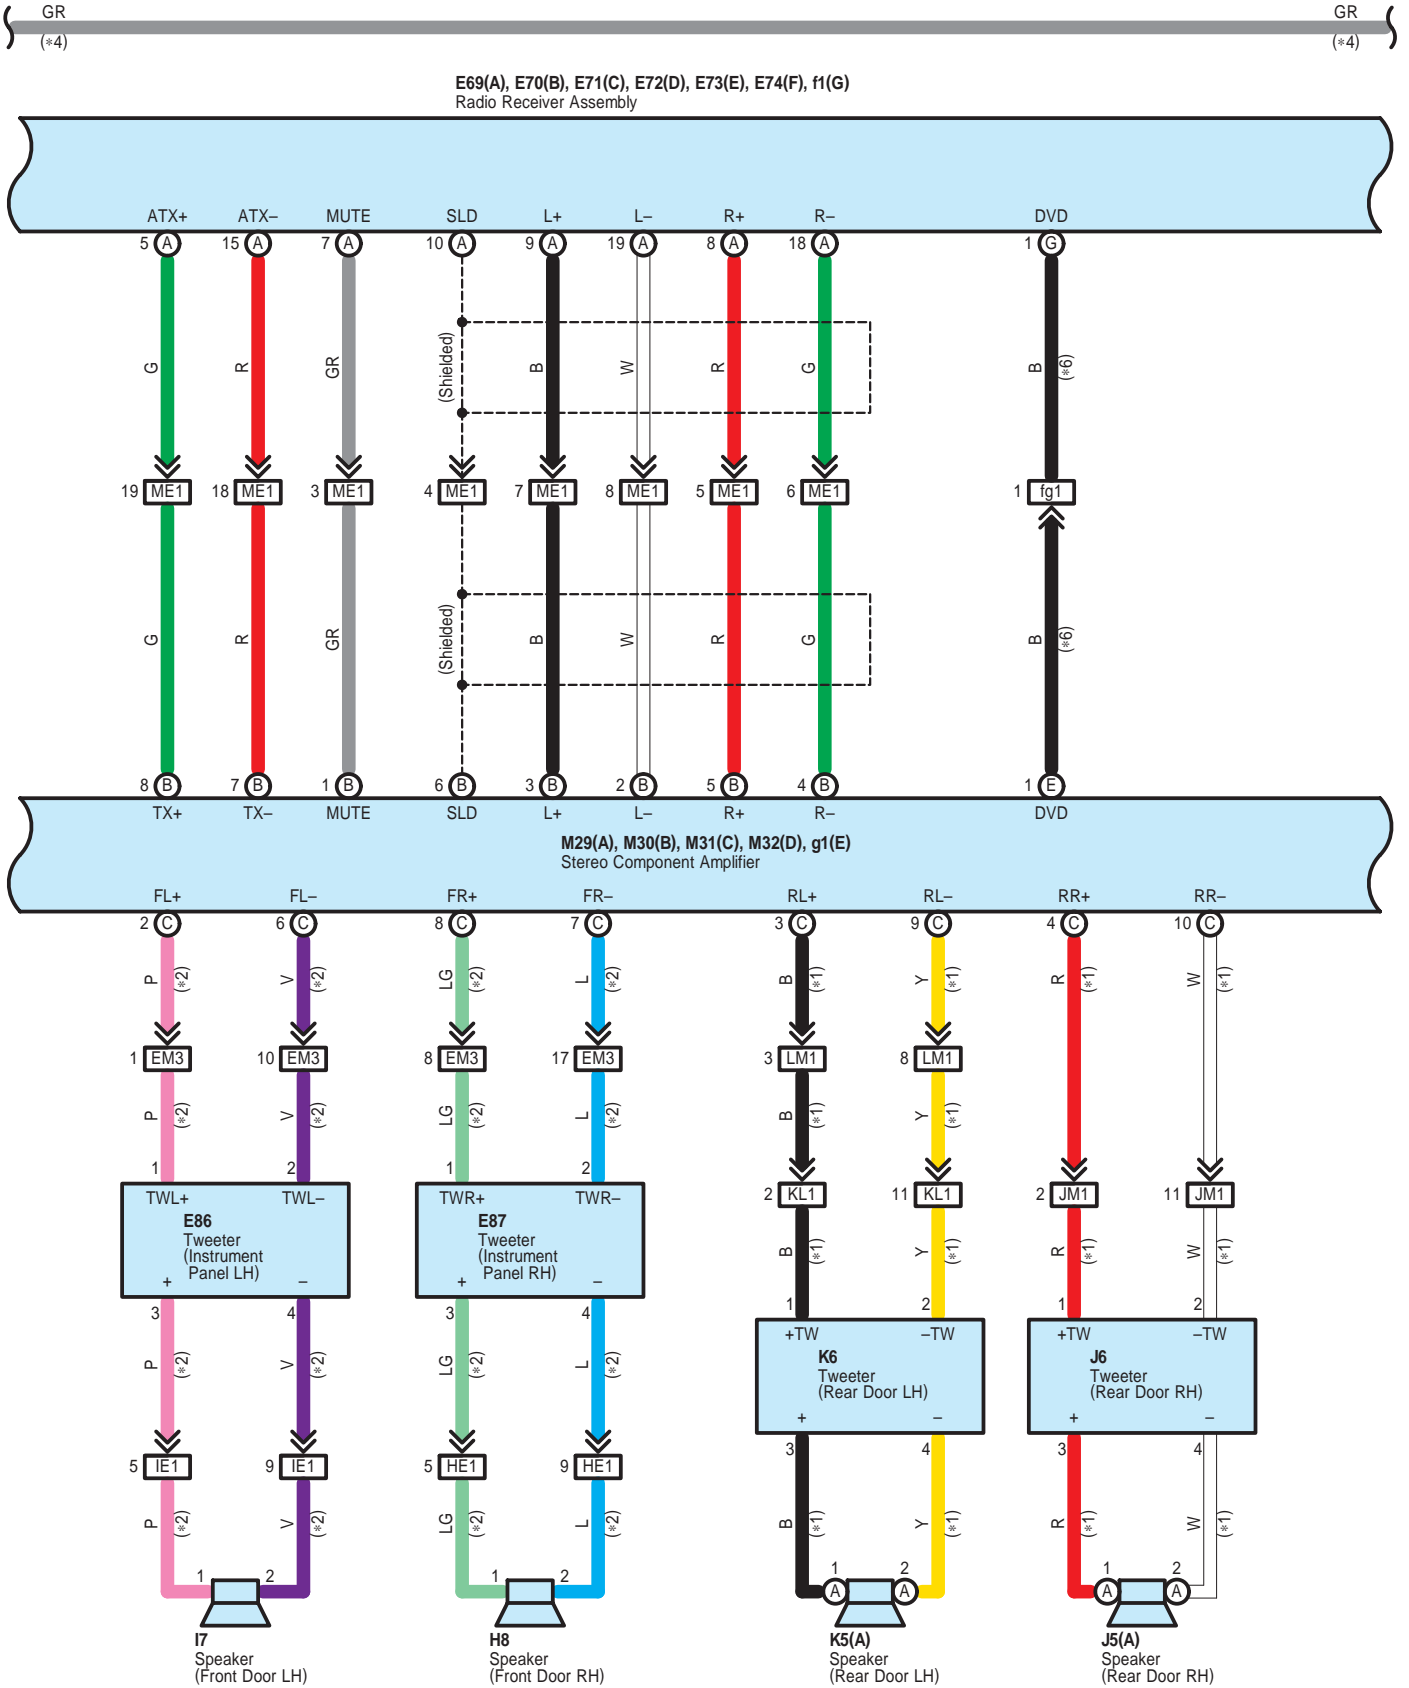 GR GR
(*4) (*4)
E69(A), E70(B), E71(C), E72(D), E73(E), E74(F), f1(G)
Radio Receiver Assembly
ATX+ ATX– MUTE SLD L+ L– R+ R– DVD
5 A 15 A 7 A 10 A 9 A 19 A 8 A 18 A 1 G
G R GR (Shielded) B W R G B (*6)
19 ME1 18 ME1 3 ME1 4 ME1 7 ME1 8 ME1 5 ME1 6 ME1 1 fg1
G R GR (Shielded) B W R G B (*6)
8 B 7 B 1 B 6 B 3 B 2 B 5 B 4 B 1 E
TX+ TX– MUTE SLD L+ L– R+ R– DVD
M29(A), M30(B), M31(C), M32(D), g1(E)
Stereo Component Amplifier
FL+ FL– FR+ FR– RL+ RL– RR+ RR–
2 C 6 C 8 C 7 C 3 C 9 C 4 C 10 C
P (*2) V (*2) LG (*2) L (*2) B (*1) Y (*1) R (*1) W (*1)
1 EM3 10 EM3 8 EM3 17 EM3 3 LM1 8 LM1
P (*2) V (*2) LG (*2) L (*2) B (*1) Y (*1)
1 2 1 2
TWL+ TWL– TWR+ TWR– 2 KL1 11 KL1 2 JM1 11 JM1
E86 E87
Tweeter Tweeter
(Instrument (Instrument
Panel LH) Panel RH)
B (*1) Y (*1) R (*1) W (*1)
+ – + –
3 4 3 4 1 2 1 2
+TW –TW +TW –TW
K6 J6
P (*2) V (*2) LG (*2) L (*2) Tweeter Tweeter
(Rear Door LH) (Rear Door RH)
+ – + –
3 4 3 4
5 IE1 9 IE1 5 HE1 9 HE1
P (*2) V (*2) LG (*2) L (*2) B (*1) Y (*1) R (*1) W (*1)
1 2 1 2 1 2 1 2
A A A A
I7 H8 K5(A) J5(A)
Speaker Speaker Speaker Speaker
(Front Door LH) (Front Door RH) (Rear Door LH) (Rear Door RH)